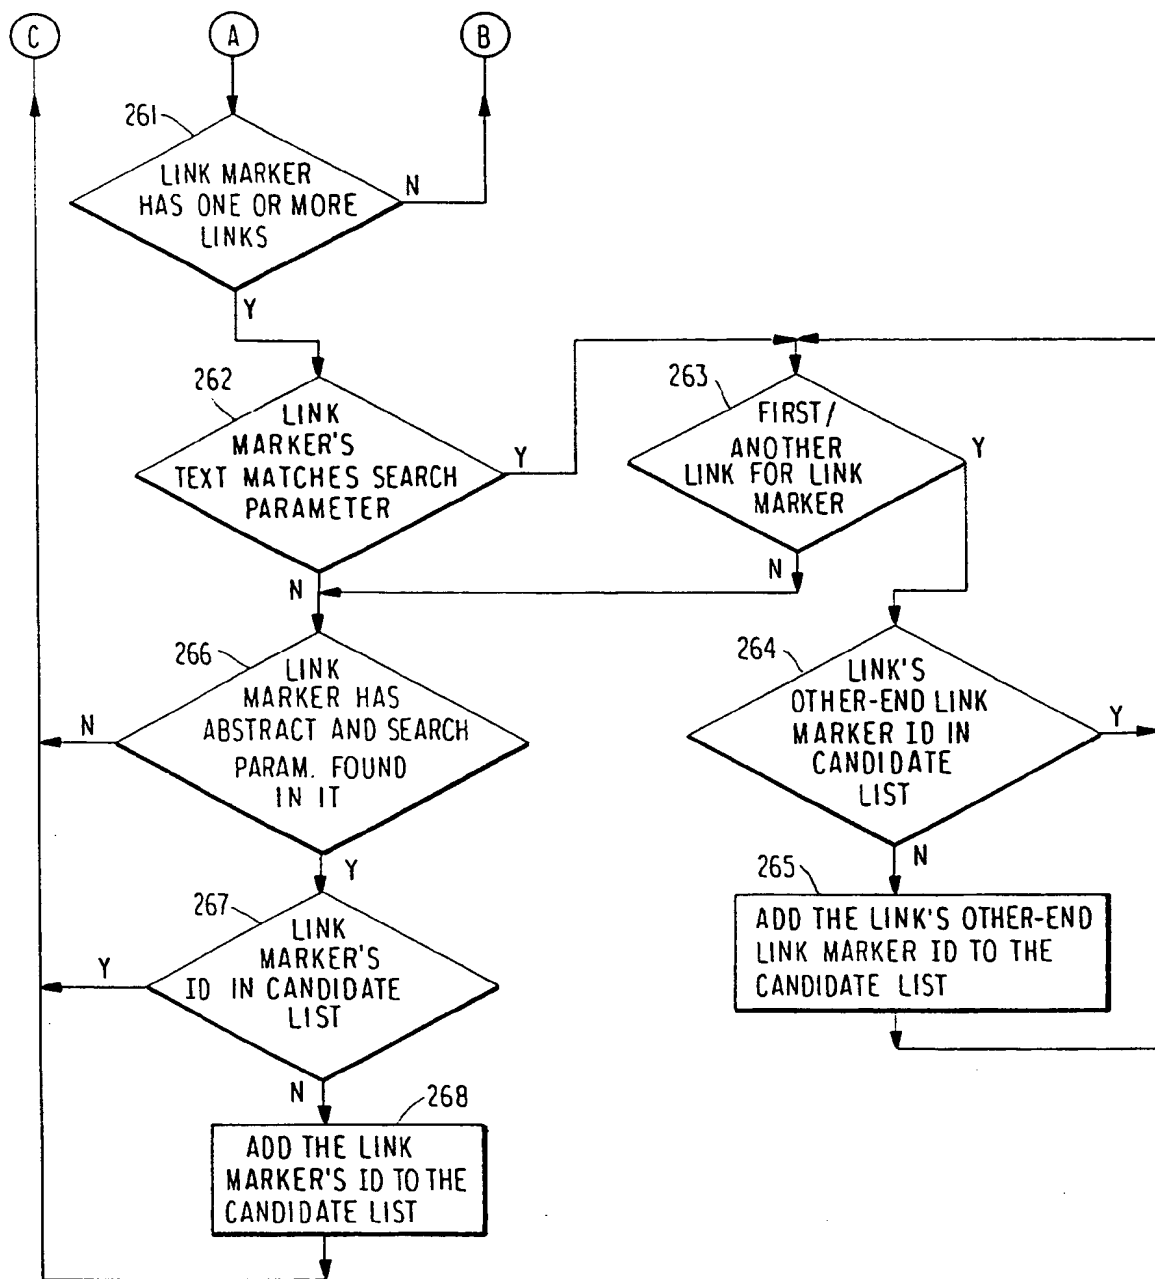 C
A
B
261
LINK MARKER
HAS ONE OR MORE
LINKS
N
Y
262
LINK
MARKER'S
TEXT MATCHES SEARCH
PARAMETER
Y
N
263
FIRST/
ANOTHER
LINK FOR LINK
MARKER
Y
N
264
LINK'S
OTHER-END LINK
MARKER ID IN
CANDIDATE
LIST
Y
N
265
ADD THE LINK'S OTHER-END
LINK MARKER ID TO THE
CANDIDATE LIST
266
LINK
MARKER HAS
ABSTRACT AND SEARCH
PARAM. FOUND
IN IT
N
Y
267
LINK
MARKER'S
ID IN CANDIDATE
LIST
Y
N
268
ADD THE LINK
MARKER'S ID TO THE
CANDIDATE LIST